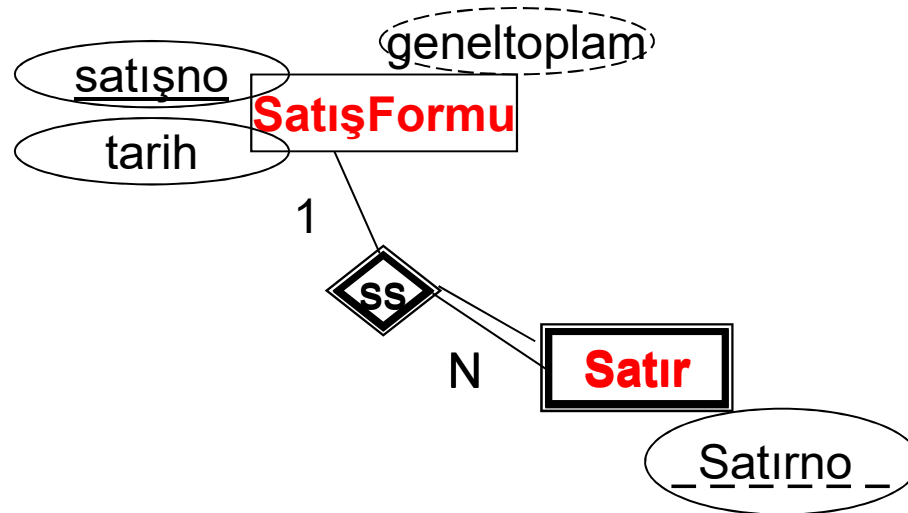 geneltoplam
satışno
SatışFormu
tarih
1
ss
N
Satır
Satırno